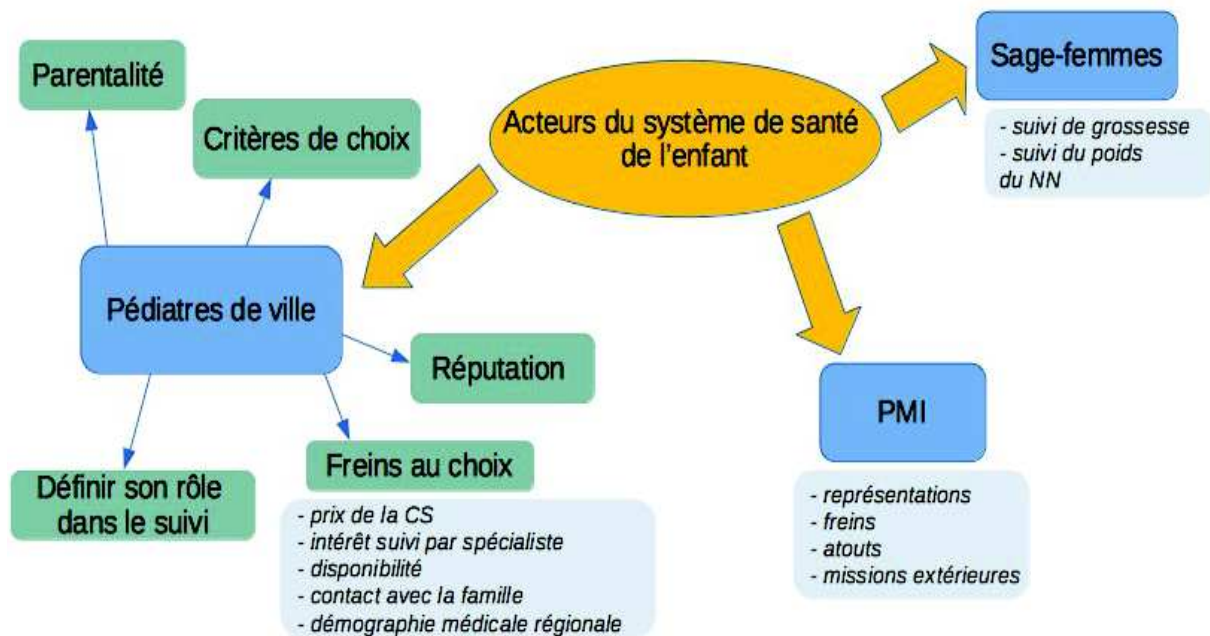 Acteurs du système de santé
de l'enfant
Sage-femmes
- suivi de grossesse
- suivi du poids
du NN
Parentalité
Critères de choix
Pédiatres de ville
Réputation
Freins au choix
- prix de la CS
- intérêt suivi par spécialiste
- disponibilité
- contact avec la famille
- démographie médicale régionale
Définir son rôle
dans le suivi
PMI
- représentations
- freins
- atouts
- missions extérieures